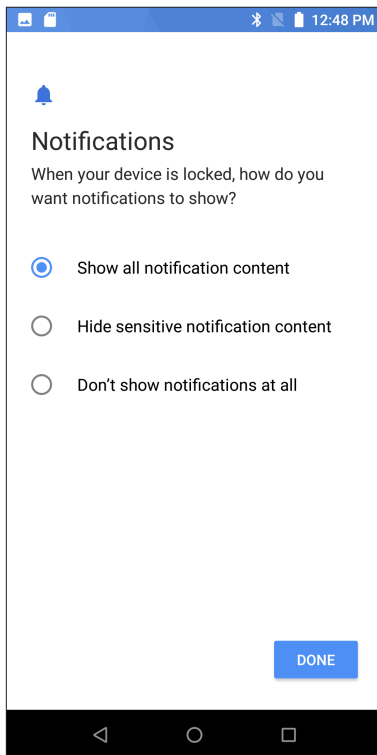 12:48 PM
Notifications
When your device is locked, how do you
want notifications to show?
Show all notification content
Hide sensitive notification content
Don’t show notifications at all
DONE